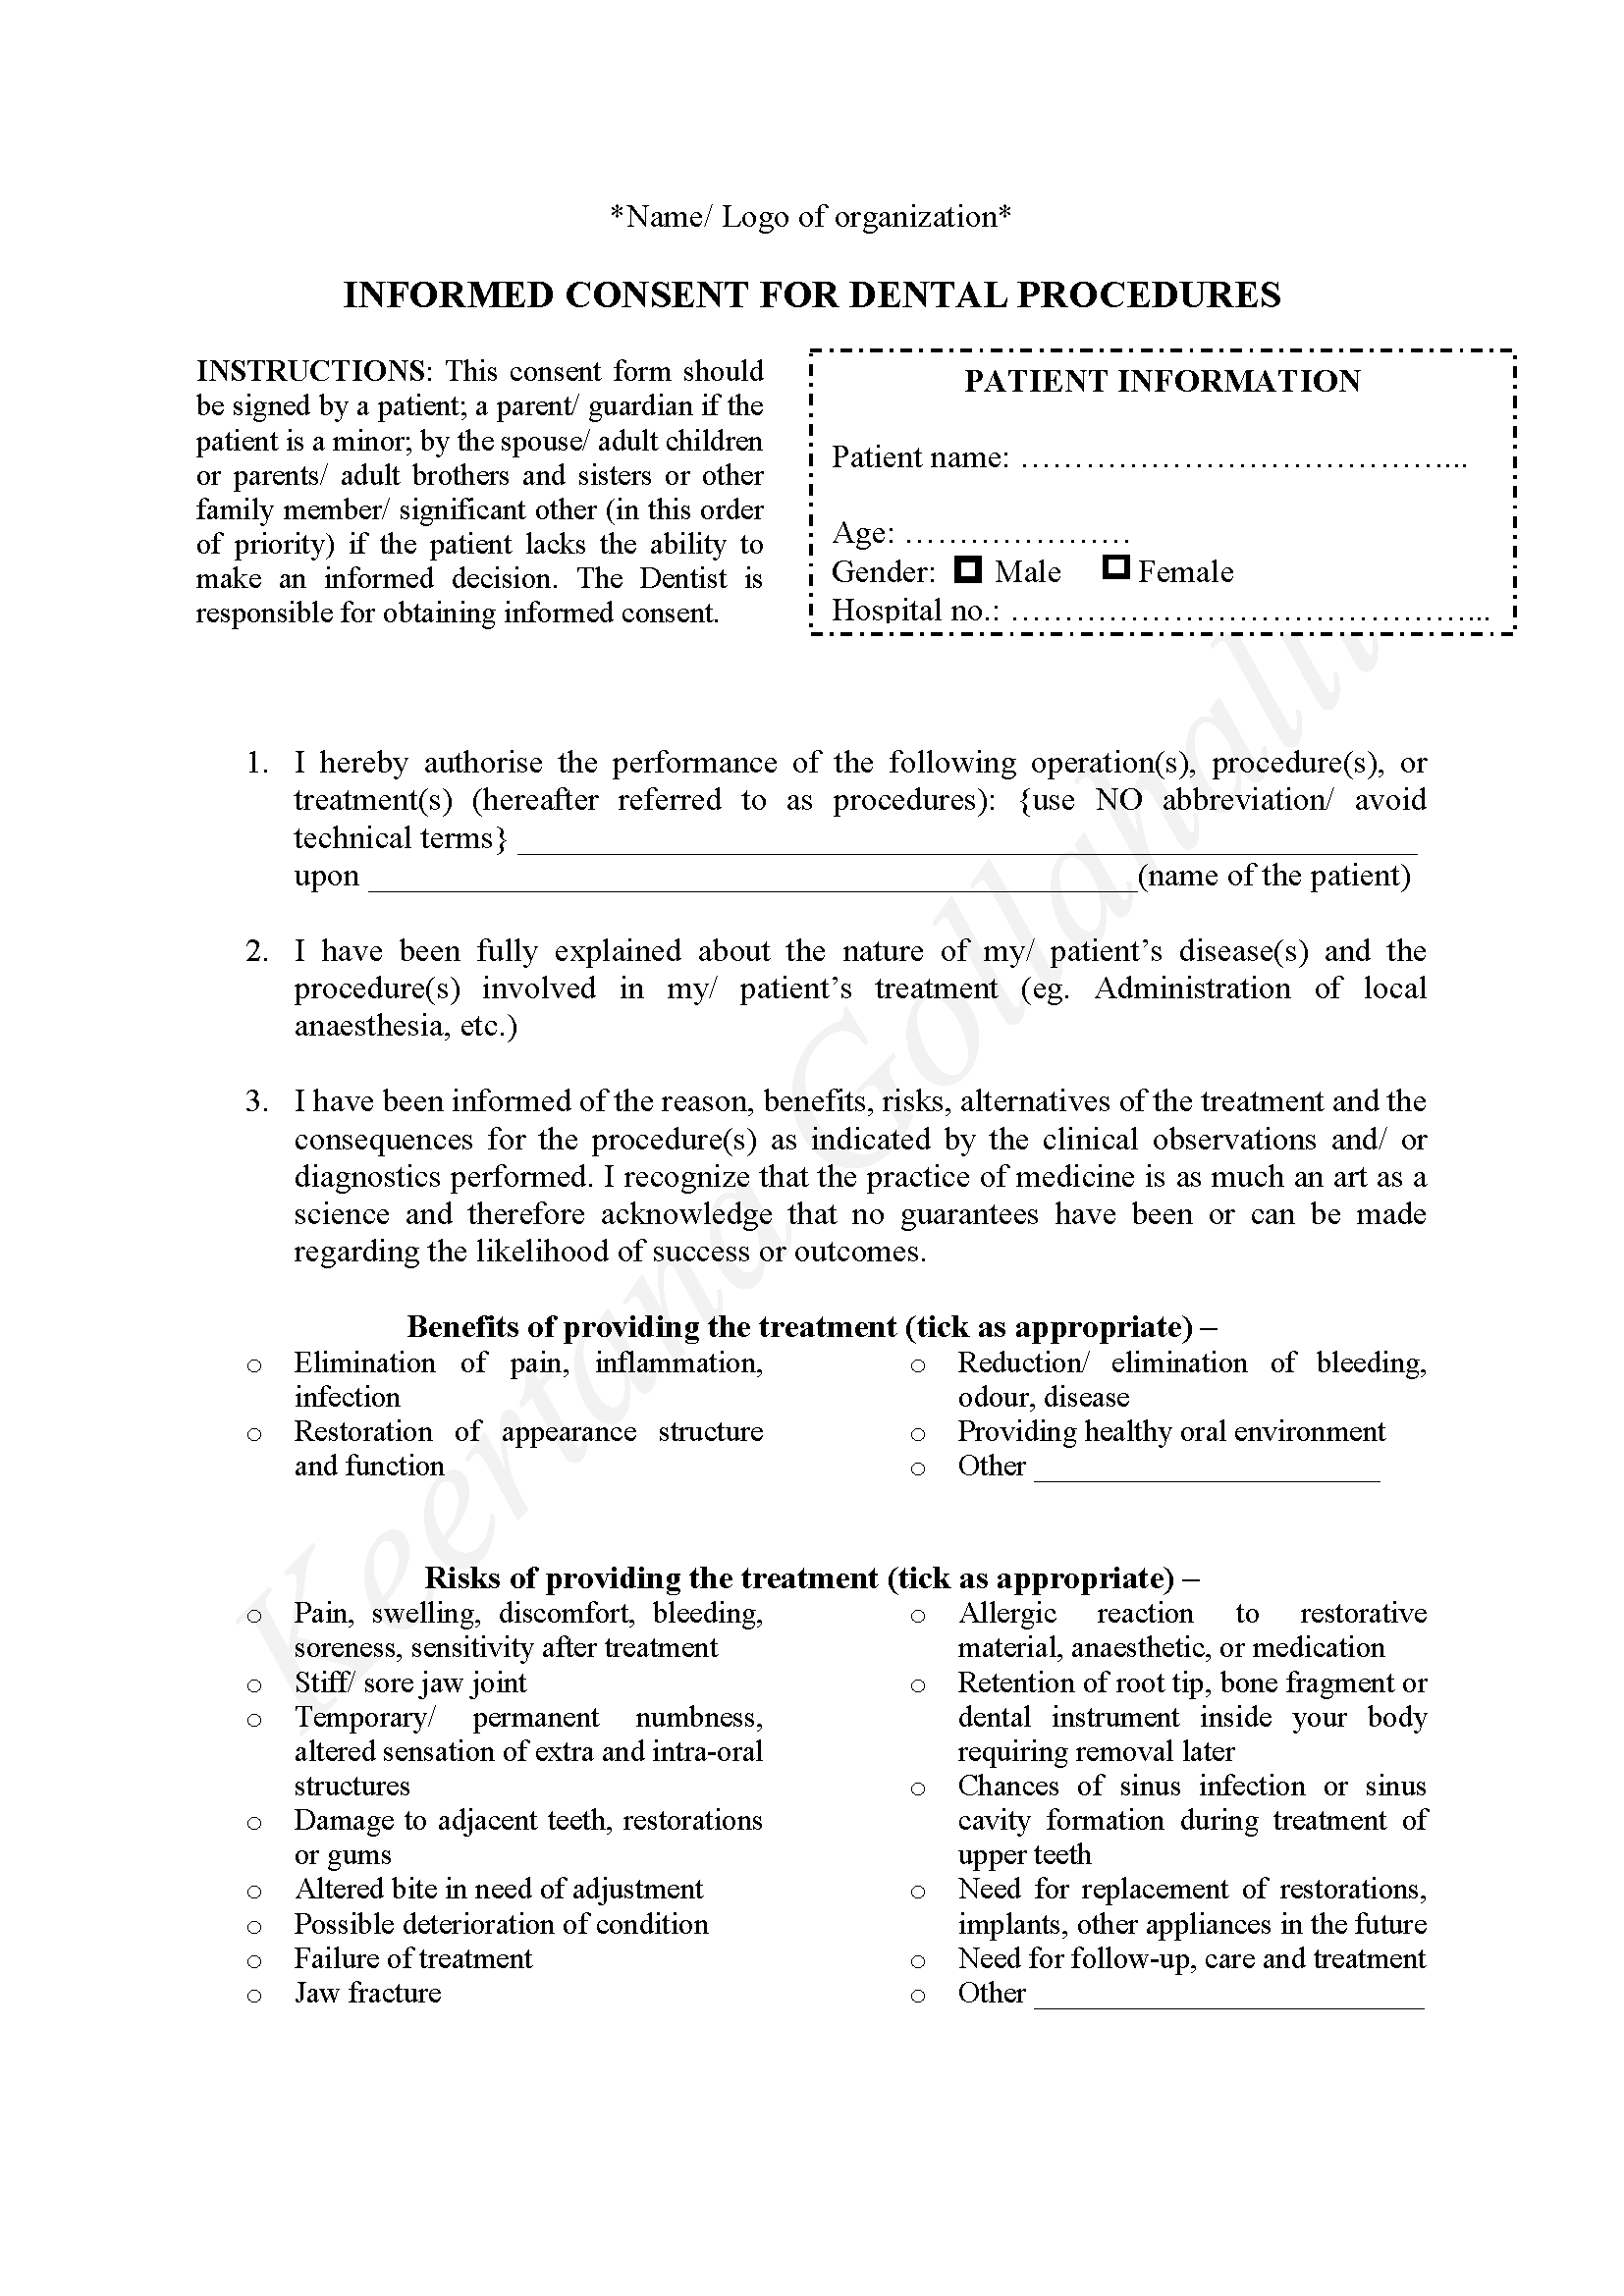 *Name/ Logo of organization*
INFORMED CONSENT FOR DENTAL PROCEDURES
INSTRUCTIONS: This consent form should
be signed by a patient; a parent/ guardian if the
patient is a minor; by the spouse/ adult children
or parents/ adult brothers and sisters or other
family member/ significant other (in this order
of priority) if the patient lacks the ability to
make an informed decision. The Dentist is
responsible for obtaining informed consent.
PATIENT INFORMATION
Patient name: ……………………………………...
Age: …………………
Gender: Male Female
Hospital no.: ………………………………………...
1. I hereby authorise the performance of the following operation(s), procedure(s), or
treatment(s) (hereafter referred to as procedures): {use NO abbreviation/ avoid
technical terms} ____________________
upon ____________________(name of the patient)
2. I have been fully explained about the nature of my/ patient’s disease(s) and the
procedure(s) involved in my/ patient’s treatment (eg. Administration of local
anaesthesia, etc.)
3. I have been informed of the reason, benefits, risks, alternatives of the treatment and the
consequences for the procedure(s) as indicated by the clinical observations and/ or
diagnostics performed. I recognize that the practice of medicine is as much an art as a
science and therefore acknowledge that no guarantees have been or can be made
regarding the likelihood of success or outcomes.
Benefits of providing the treatment (tick as appropriate) –
o Elimination of pain, inflammation,
infection
o Restoration of appearance structure
and function
o Reduction/ elimination of bleeding,
odour, disease
o Providing healthy oral environment
o Other ____________________
Risks of providing the treatment (tick as appropriate) –
o Pain, swelling, discomfort, bleeding,
soreness, sensitivity after treatment
o Stiff/ sore jaw joint
o Temporary/ permanent numbness,
altered sensation of extra and intra-oral
structures
o Damage to adjacent teeth, restorations
or gums
o Altered bite in need of adjustment
o Possible deterioration of condition
o Failure of treatment
o Jaw fracture
o Allergic reaction to restorative
material, anaesthetic, or medication
o Retention of root tip, bone fragment or
dental instrument inside your body
requiring removal later
o Chances of sinus infection or sinus
cavity formation during treatment of
upper teeth
o Need for replacement of restorations,
implants, other appliances in the future
o Need for follow-up, care and treatment
o Other ____________________
Keertana